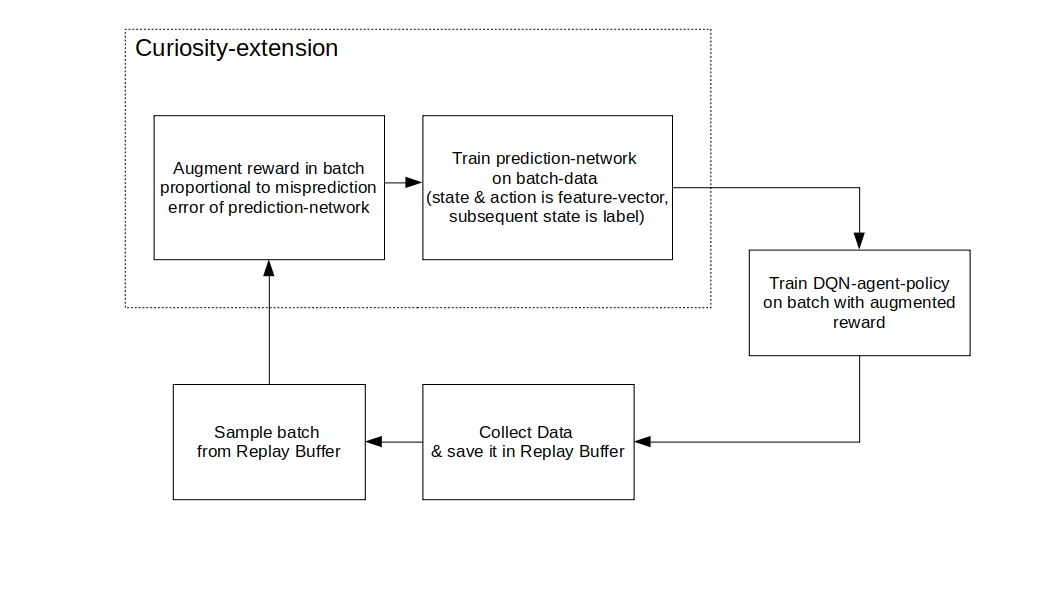 Curiosity-extension
Augment reward in batch
proportional to misprediction
error of prediction-network
Train prediction-network
on batch-data
(state & action is feature-vector,
subsequent state is label)
Train DQN-agent-policy
on batch with augmented
reward
Sample batch
from Replay Buffer
Collect Data
& save it in Replay Buffer